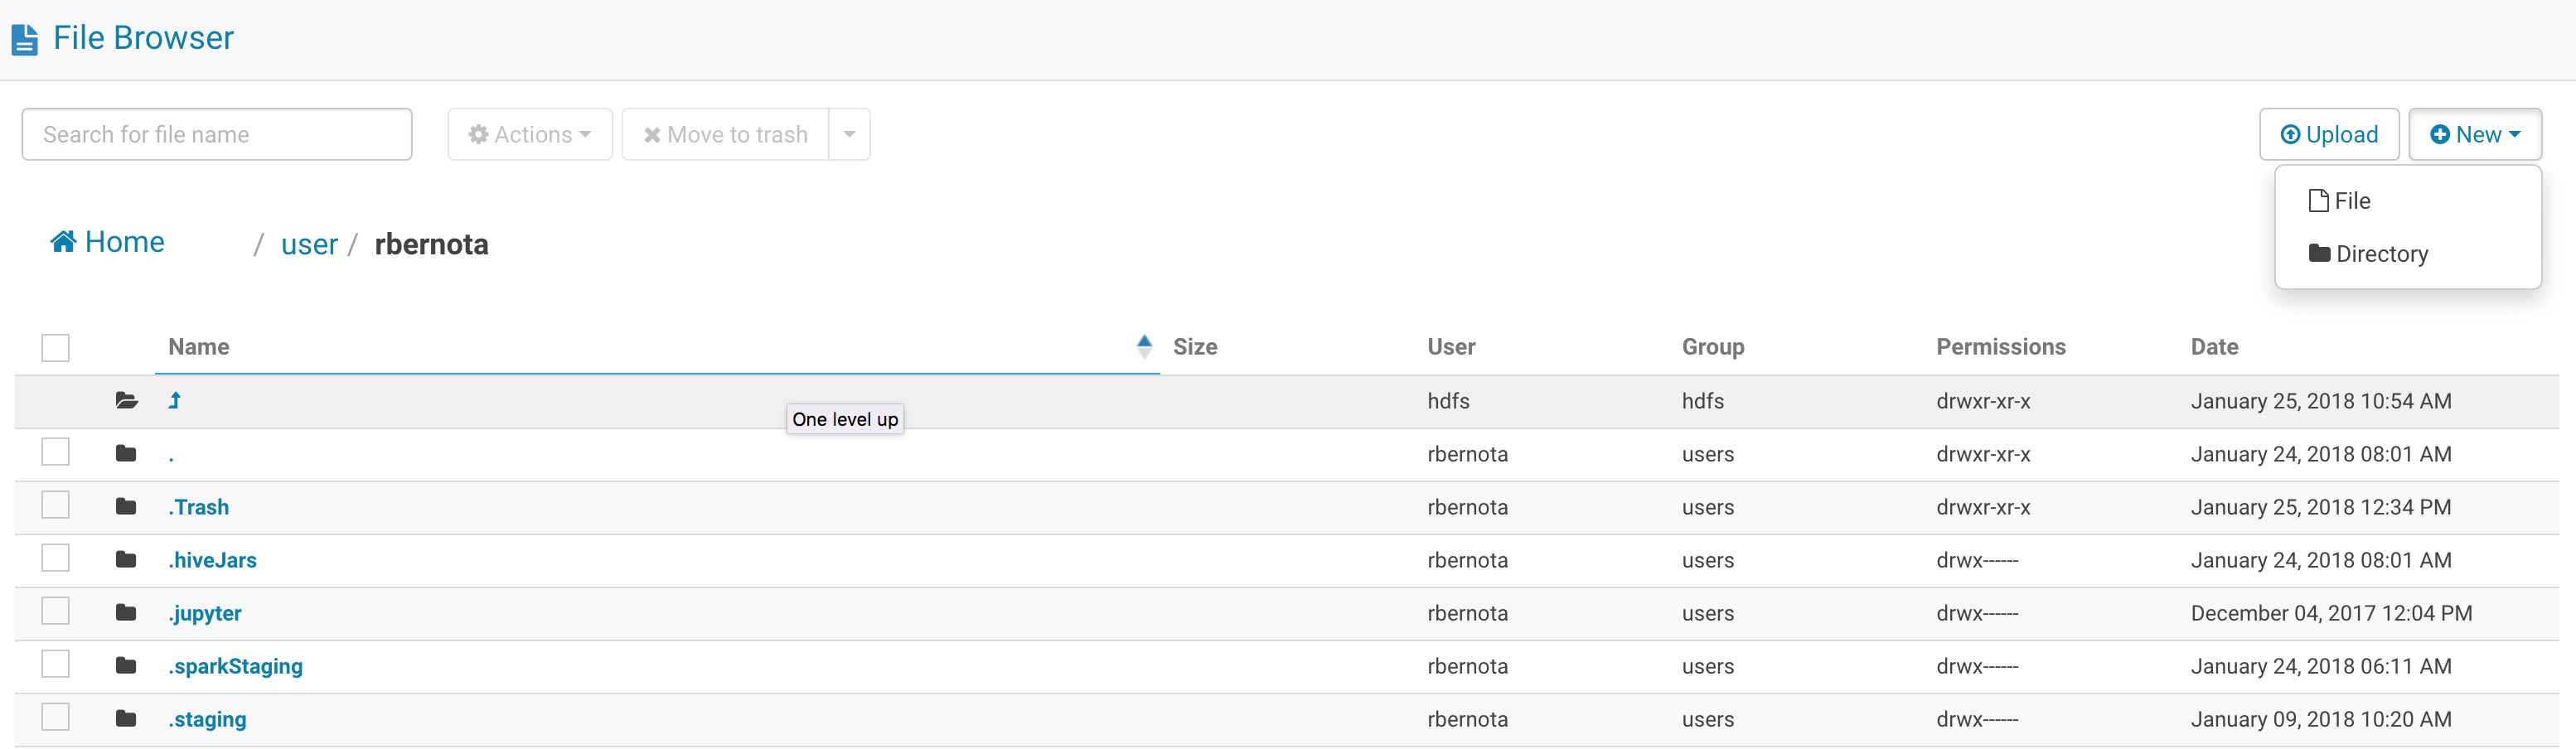 File Browser
Search for file name Actions Move to trash Upload New
File
Home / user / rbernota
Directory
Name Size User Group Permissions Date
hdfs hdfs drwxr-xr-x January 25, 2018 10:54 AM
One level up
. rbernota users drwxr-xr-x January 24, 2018 08:01 AM
.Trash rbernota users drwxr-xr-x January 25, 2018 12:34 PM
.hiveJars rbernota users drwx------ January 24, 2018 08:01 AM
.jupyter rbernota users drwx------ December 04, 2017 12:04 PM
.sparkStaging rbernota users drwx------ January 24, 2018 06:11 AM
.staging rbernota users drwx------ January 09, 2018 10:20 AM